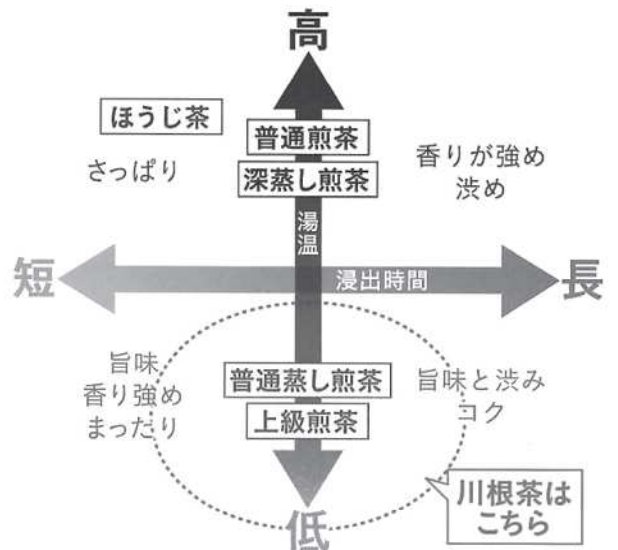 高
ほうじ茶
普通煎茶
さっぱり
深蒸し煎茶
香りが強め
渋め
湯温
短
浸出時間
長
旨味
香り強め
まったり
普通蒸し煎茶
上級煎茶
旨味と渋み
コク
川根茶は
こちら
低